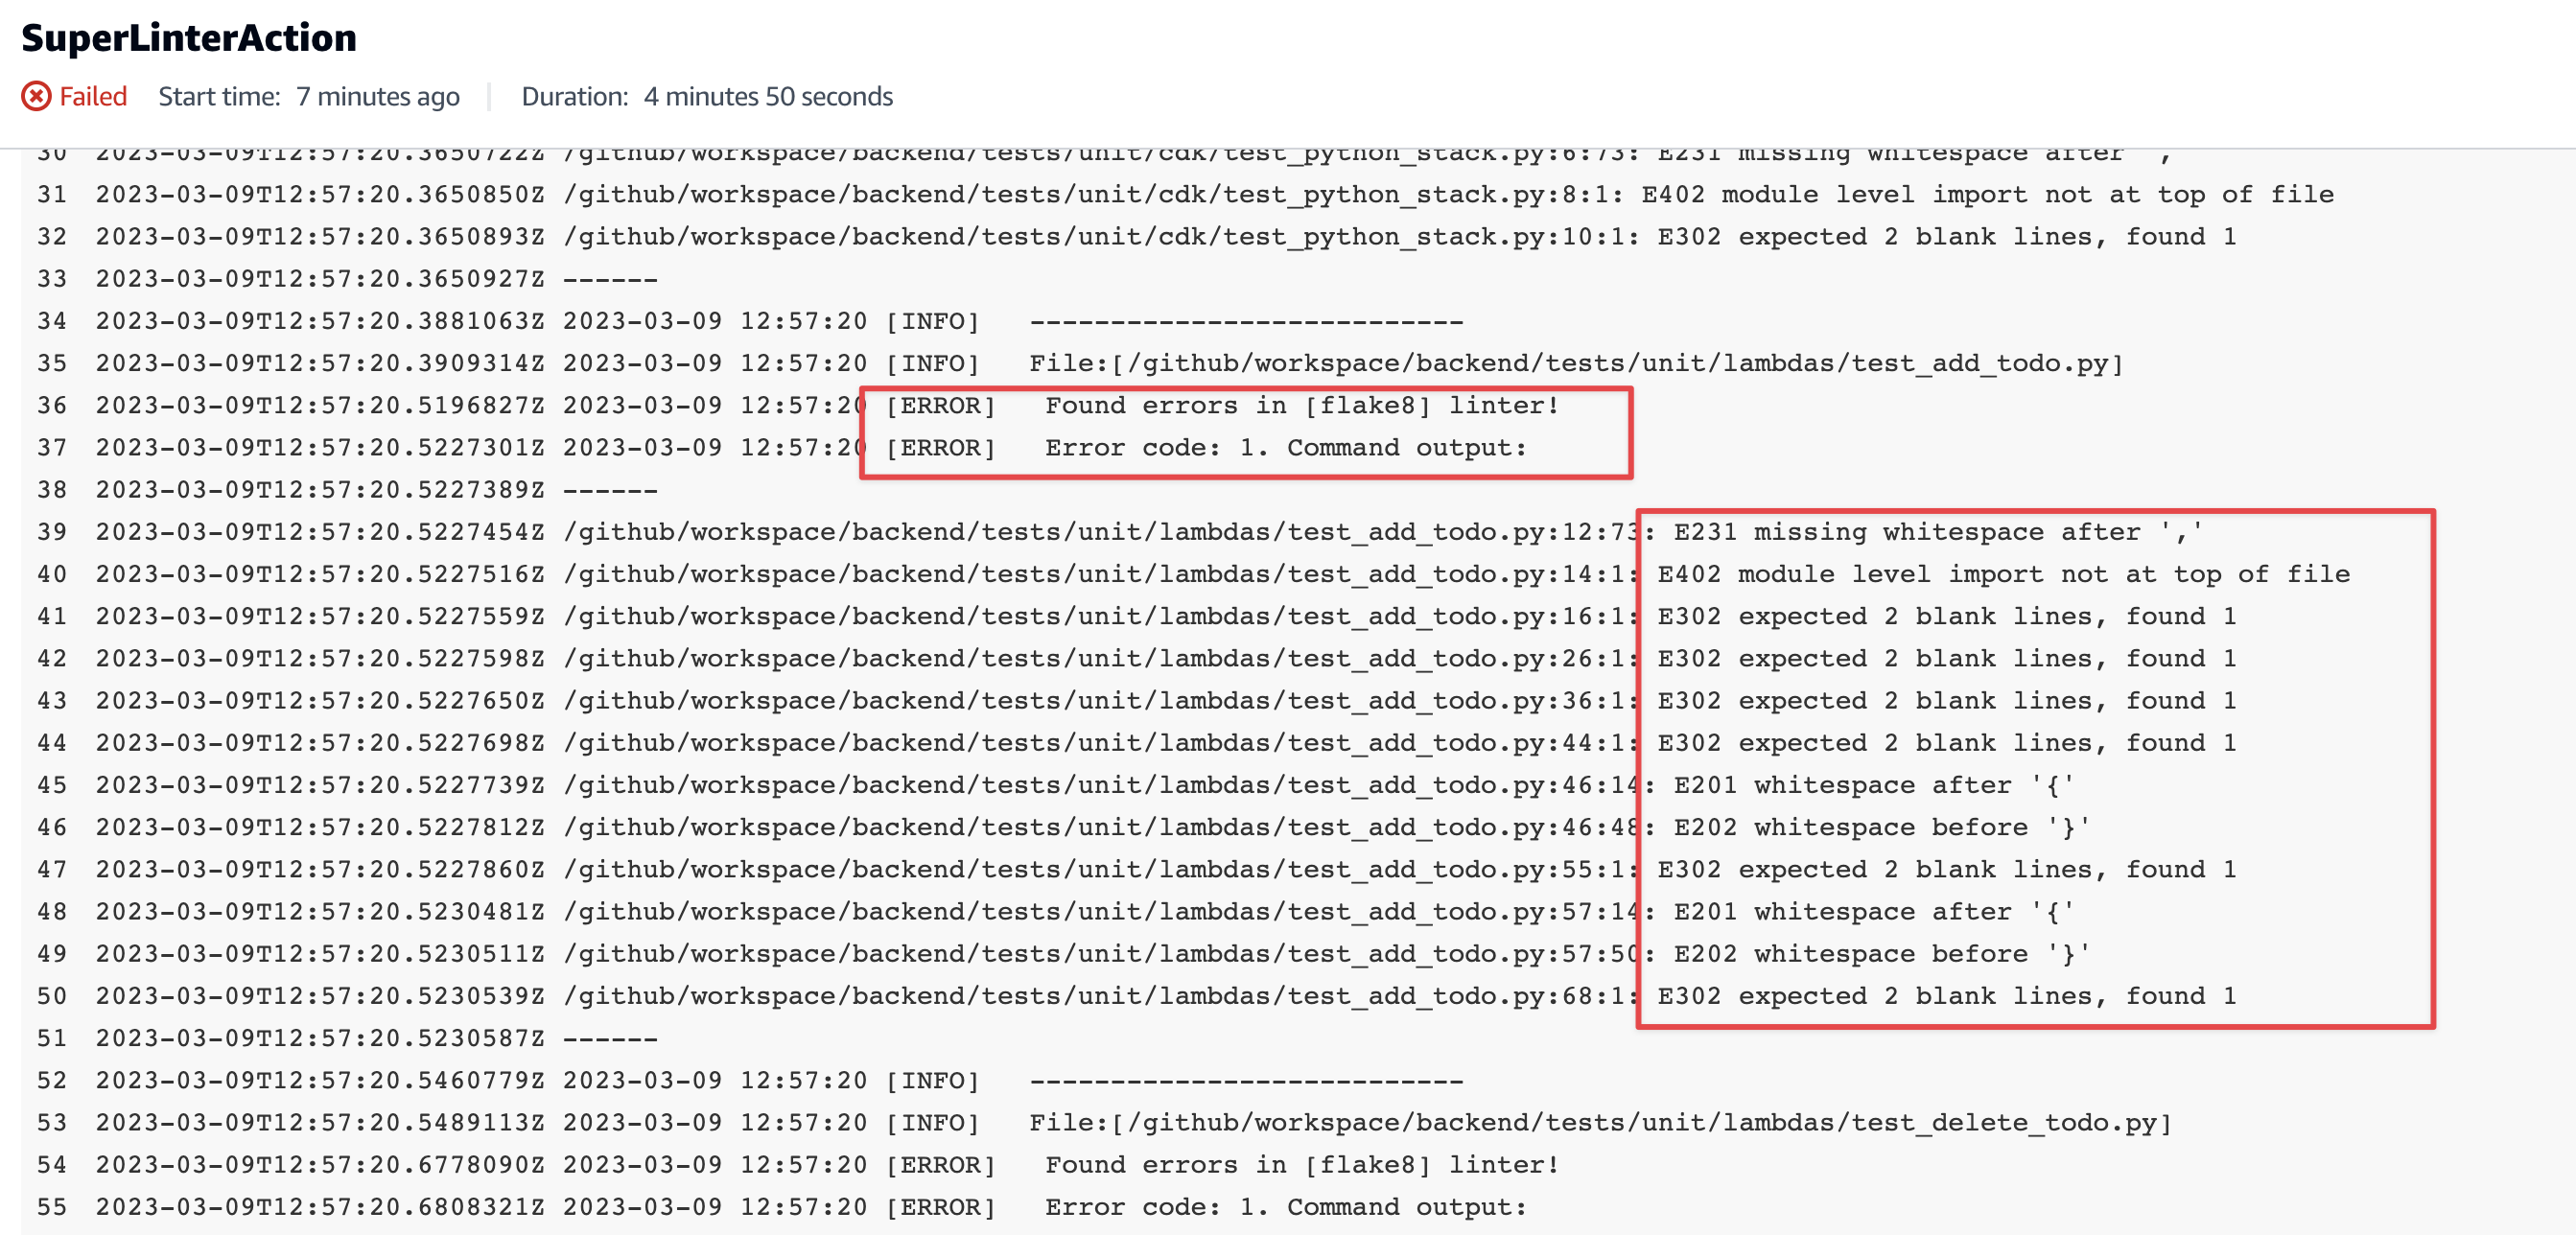 SuperLinterAction
Failed Start time: 7 minutes ago Duration: 4 minutes 50 seconds
30 2023-03-09T12:57:20.3650722Z /github/workspace/backend/tests/unit/cdk/test_python_stack.py:6:73: E231 missing whitespace after ','
31 2023-03-09T12:57:20.3650850Z /github/workspace/backend/tests/unit/cdk/test_python_stack.py:8:1: E402 module level import not at top of file
32 2023-03-09T12:57:20.3650893Z /github/workspace/backend/tests/unit/cdk/test_python_stack.py:10:1: E302 expected 2 blank lines, found 1
33 2023-03-09T12:57:20.3650927Z ------
34 2023-03-09T12:57:20.3881063Z 2023-03-09 12:57:20 [INFO] ---------------------------
35 2023-03-09T12:57:20.3909314Z 2023-03-09 12:57:20 [INFO] File:[/github/workspace/backend/tests/unit/lambdas/test_add_todo.py]
36 2023-03-09T12:57:20.5196827Z 2023-03-09 12:57:20 [ERROR] Found errors in [flake8] linter!
37 2023-03-09T12:57:20.5227301Z 2023-03-09 12:57:20 [ERROR] Error code: 1. Command output:
38 2023-03-09T12:57:20.5227389Z ------
39 2023-03-09T12:57:20.5227454Z /github/workspace/backend/tests/unit/lambdas/test_add_todo.py:12:73: E231 missing whitespace after ','
40 2023-03-09T12:57:20.5227516Z /github/workspace/backend/tests/unit/lambdas/test_add_todo.py:14:1: E402 module level import not at top of file
41 2023-03-09T12:57:20.5227559Z /github/workspace/backend/tests/unit/lambdas/test_add_todo.py:16:1: E302 expected 2 blank lines, found 1
42 2023-03-09T12:57:20.5227598Z /github/workspace/backend/tests/unit/lambdas/test_add_todo.py:26:1: E302 expected 2 blank lines, found 1
43 2023-03-09T12:57:20.5227650Z /github/workspace/backend/tests/unit/lambdas/test_add_todo.py:36:1: E302 expected 2 blank lines, found 1
44 2023-03-09T12:57:20.5227698Z /github/workspace/backend/tests/unit/lambdas/test_add_todo.py:44:1: E302 expected 2 blank lines, found 1
45 2023-03-09T12:57:20.5227739Z /github/workspace/backend/tests/unit/lambdas/test_add_todo.py:46:14: E201 whitespace after '{'
46 2023-03-09T12:57:20.5227812Z /github/workspace/backend/tests/unit/lambdas/test_add_todo.py:46:48: E202 whitespace before '}'
47 2023-03-09T12:57:20.5227860Z /github/workspace/backend/tests/unit/lambdas/test_add_todo.py:55:1: E302 expected 2 blank lines, found 1
48 2023-03-09T12:57:20.5230481Z /github/workspace/backend/tests/unit/lambdas/test_add_todo.py:57:14: E201 whitespace after '{'
49 2023-03-09T12:57:20.5230511Z /github/workspace/backend/tests/unit/lambdas/test_add_todo.py:57:50: E202 whitespace before '}'
50 2023-03-09T12:57:20.5230539Z /github/workspace/backend/tests/unit/lambdas/test_add_todo.py:68:1: E302 expected 2 blank lines, found 1
51 2023-03-09T12:57:20.5230587Z ------
52 2023-03-09T12:57:20.5460779Z 2023-03-09 12:57:20 [INFO] ---------------------------
53 2023-03-09T12:57:20.5489113Z 2023-03-09 12:57:20 [INFO] File:[/github/workspace/backend/tests/unit/lambdas/test_delete_todo.py]
54 2023-03-09T12:57:20.6778090Z 2023-03-09 12:57:20 [ERROR] Found errors in [flake8] linter!
55 2023-03-09T12:57:20.6808321Z 2023-03-09 12:57:20 [ERROR] Error code: 1. Command output: